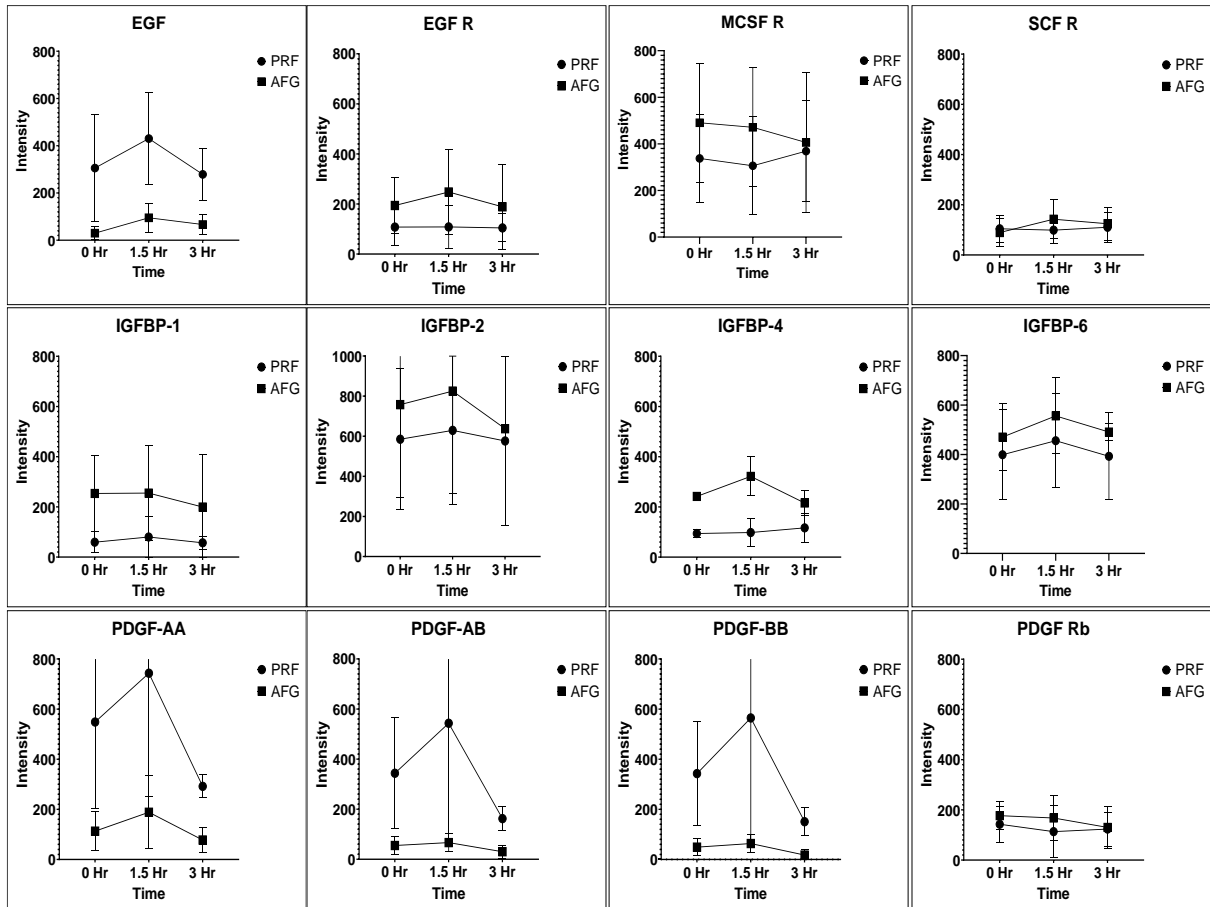 EGF
800
600
400
200
0
Intensity
0 Hr 1.5 Hr 3 Hr
Time
PRF
AFG
EGF R
800
600
400
200
0
Intensity
0 Hr 1.5 Hr 3 Hr
Time
PRF
AFG
MCSF R
800
600
400
200
0
Intensity
0 Hr 1.5 Hr 3 Hr
Time
PRF
AFG
SCF R
800
600
400
200
0
Intensity
0 Hr 1.5 Hr 3 Hr
Time
PRF
AFG
IGFBP-1
800
600
400
200
0
Intensity
0 Hr 1.5 Hr 3 Hr
Time
PRF
AFG
IGFBP-2
1000
800
600
400
200
0
Intensity
0 Hr 1.5 Hr 3 Hr
Time
PRF
AFG
IGFBP-4
800
600
400
200
0
Intensity
0 Hr 1.5 Hr 3 Hr
Time
PRF
AFG
IGFBP-6
800
600
400
200
0
Intensity
0 Hr 1.5 Hr 3 Hr
Time
PRF
AFG
PDGF-AA
800
600
400
200
0
Intensity
0 Hr 1.5 Hr 3 Hr
Time
PRF
AFG
PDGF-AB
800
600
400
200
0
Intensity
0 Hr 1.5 Hr 3 Hr
Time
PRF
AFG
PDGF-BB
800
600
400
200
0
Intensity
0 Hr 1.5 Hr 3 Hr
Time
PRF
AFG
PDGF Rb
800
600
400
200
0
Intensity
0 Hr 1.5 Hr 3 Hr
Time
PRF
AFG